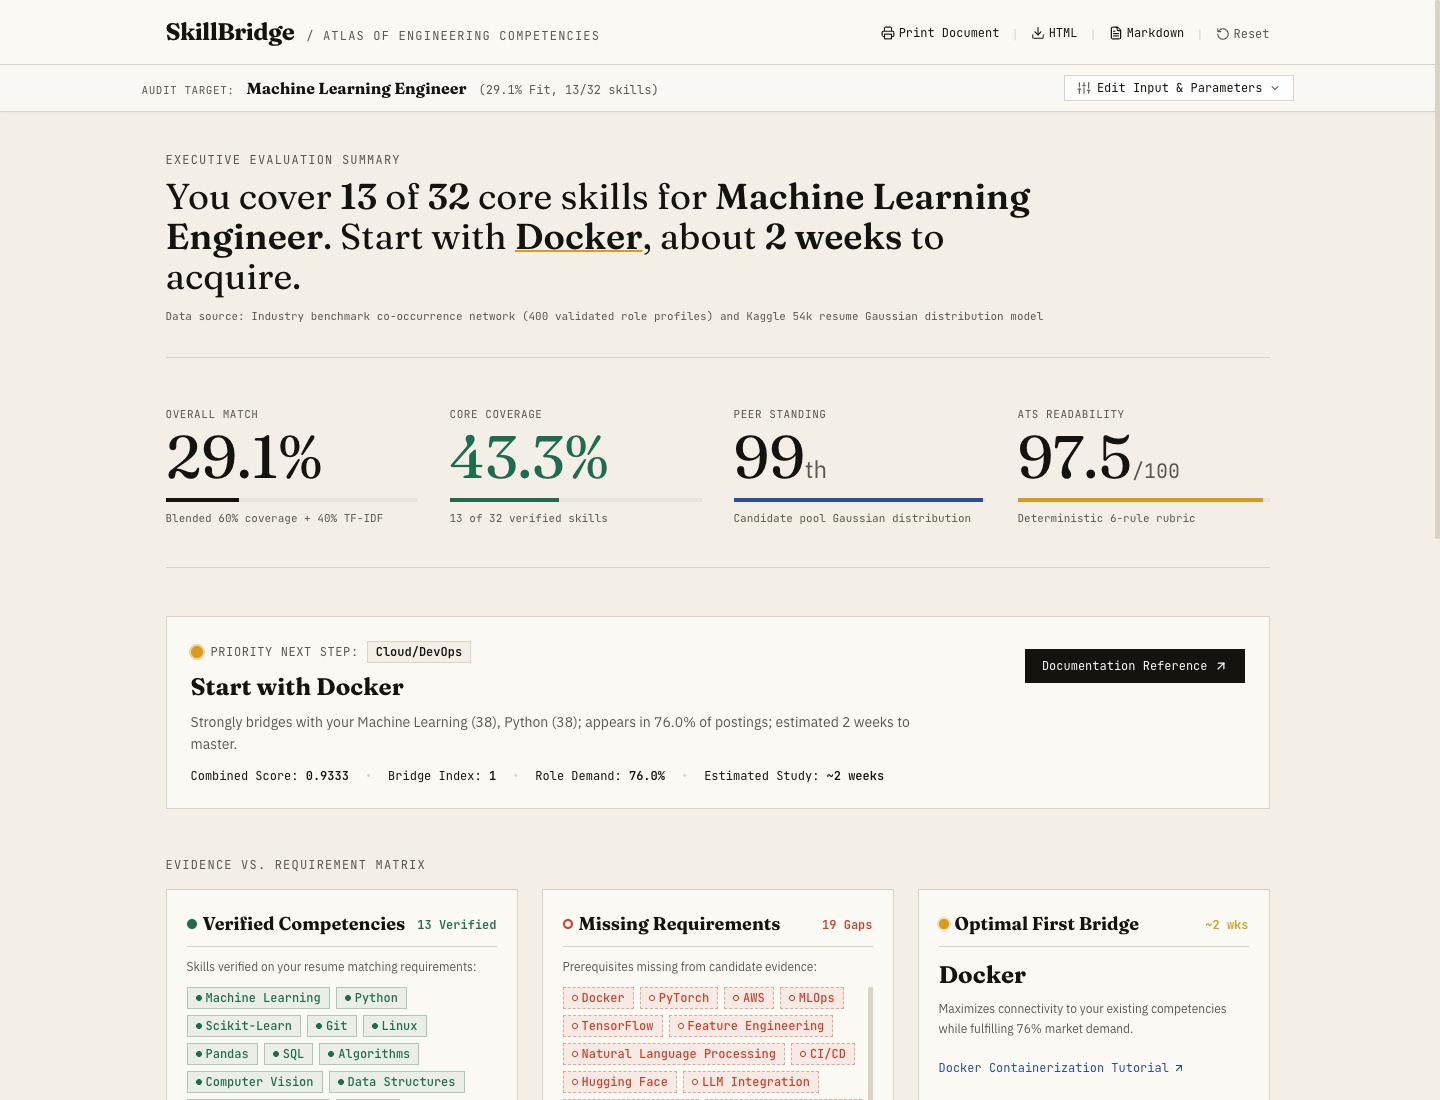 SkillBridge / ATLAS OF ENGINEERING COMPETENCIES
Print Document | HTML | Markdown | Reset
AUDIT TARGET: Machine Learning Engineer (29.1% Fit, 13/32 skills)
Edit Input & Parameters
EXECUTIVE EVALUATION SUMMARY
You cover 13 of 32 core skills for Machine Learning
Engineer. Start with Docker, about 2 weeks to
acquire.
Data source: Industry benchmark co-occurrence network (400 validated role profiles) and Kaggle 54k resume Gaussian distribution model
OVERALL MATCH
29.1%
Blended 60% coverage + 40% TF-IDF
CORE COVERAGE
43.3%
13 of 32 verified skills
PEER STANDING
99th
Candidate pool Gaussian distribution
ATS READABILITY
97.5/100
Deterministic 6-rule rubric
PRIORITY NEXT STEP: Cloud/DevOps
Start with Docker
Documentation Reference
Strongly bridges with your Machine Learning (38), Python (38); appears in 76.0% of postings; estimated 2 weeks to
master.
Combined Score: 0.9333 · Bridge Index: 1 · Role Demand: 76.0% · Estimated Study: ~2 weeks
EVIDENCE VS. REQUIREMENT MATRIX
Verified Competencies 13 Verified
Skills verified on your resume matching requirements:
Machine Learning Python
Scikit-Learn Git Linux
Pandas SQL Algorithms
Computer Vision Data Structures
Missing Requirements 19 Gaps
Prerequisites missing from candidate evidence:
Docker PyTorch AWS MLOps
TensorFlow Feature Engineering
Natural Language Processing CI/CD
Hugging Face LLM Integration
Optimal First Bridge ~2 wks
Docker
Maximizes connectivity to your existing competencies
while fulfilling 76% market demand.
Docker Containerization Tutorial